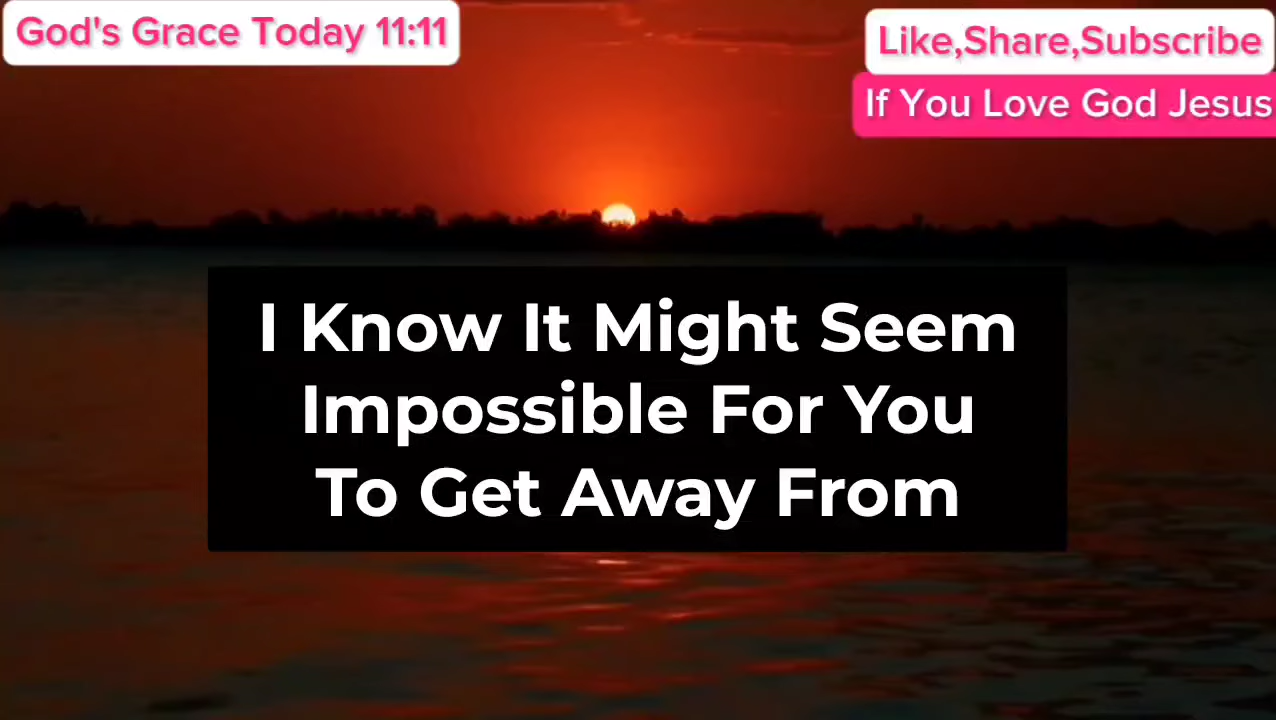 God's Grace Today 11:11
Like,Share,Subscribe
If You Love God Jesus
I Know It Might Seem
Impossible For You
To Get Away From